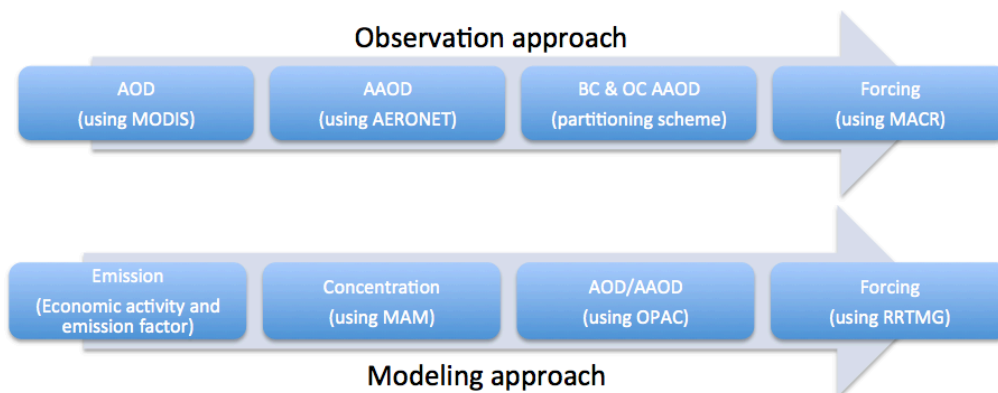 Observation approach
AOD
(using MODIS)
AAOD
(using AERONET)
BC & OC AAOD
(partitioning scheme)
Forcing
(using MACR)
Emission
(Economic activity and
emission factor)
Concentration
(using MAM)
AOD/AAOD
(using OPAC)
Forcing
(using RRTMG)
Modeling approach